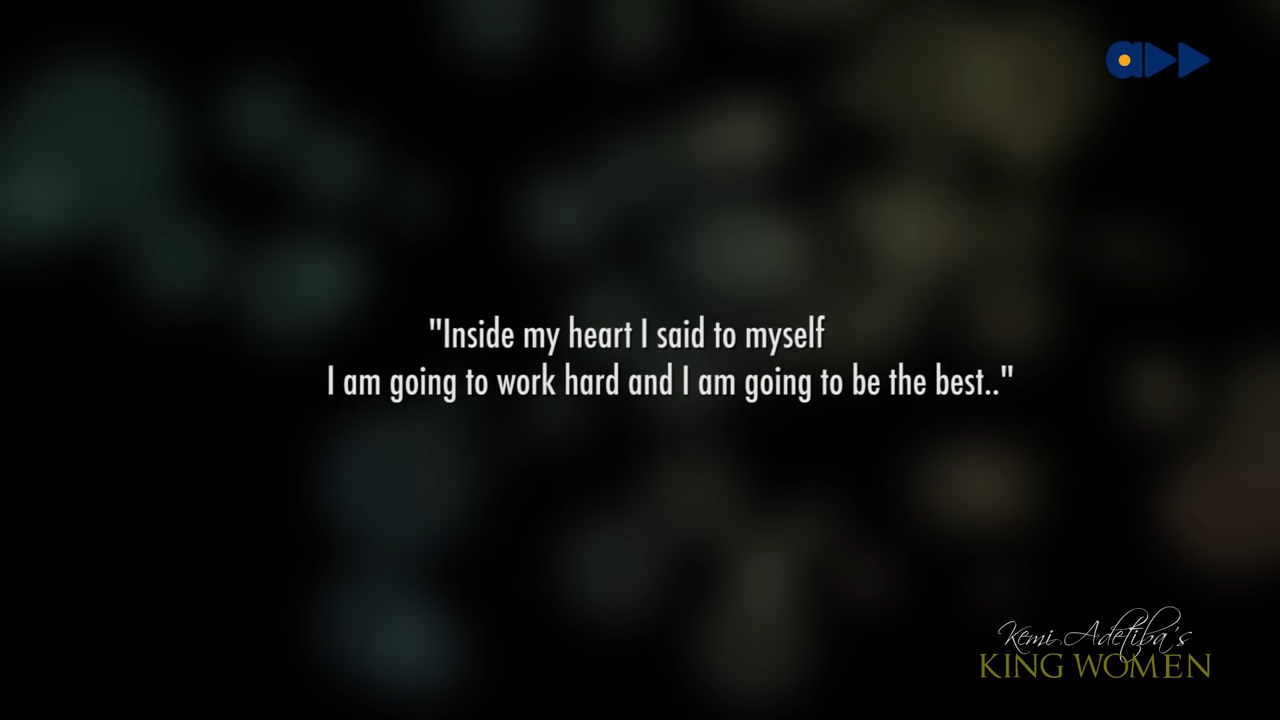 "Inside my heart I said to myself
I am going to work hard and I am going to be the best.."
Kemi Adetiba's
KING WOMEN